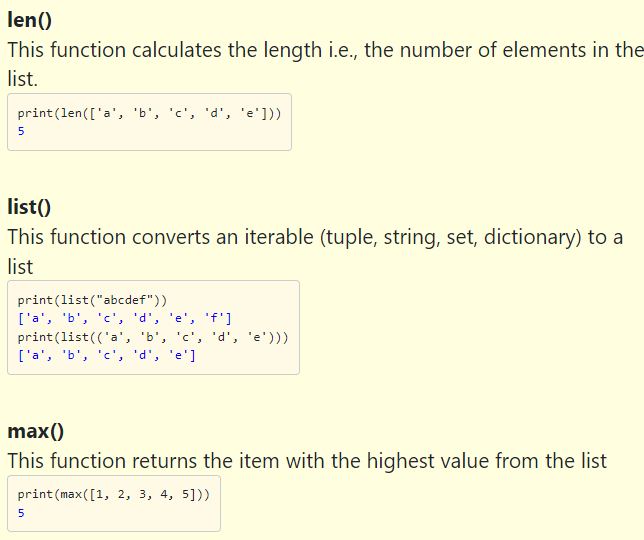 len()
This function calculates the length i.e., the number of elements in the
list.
print(len(['a', 'b', 'c', 'd', 'e']))
5
list()
This function converts an iterable (tuple, string, set, dictionary) to a
list
print(list("abcdef"))
['a', 'b', 'c', 'd', 'e', 'f']
print(list(('a', 'b', 'c', 'd', 'e')))
['a', 'b', 'c', 'd', 'e']
max()
This function returns the item with the highest value from the list
print(max([1, 2, 3, 4, 5]))
5